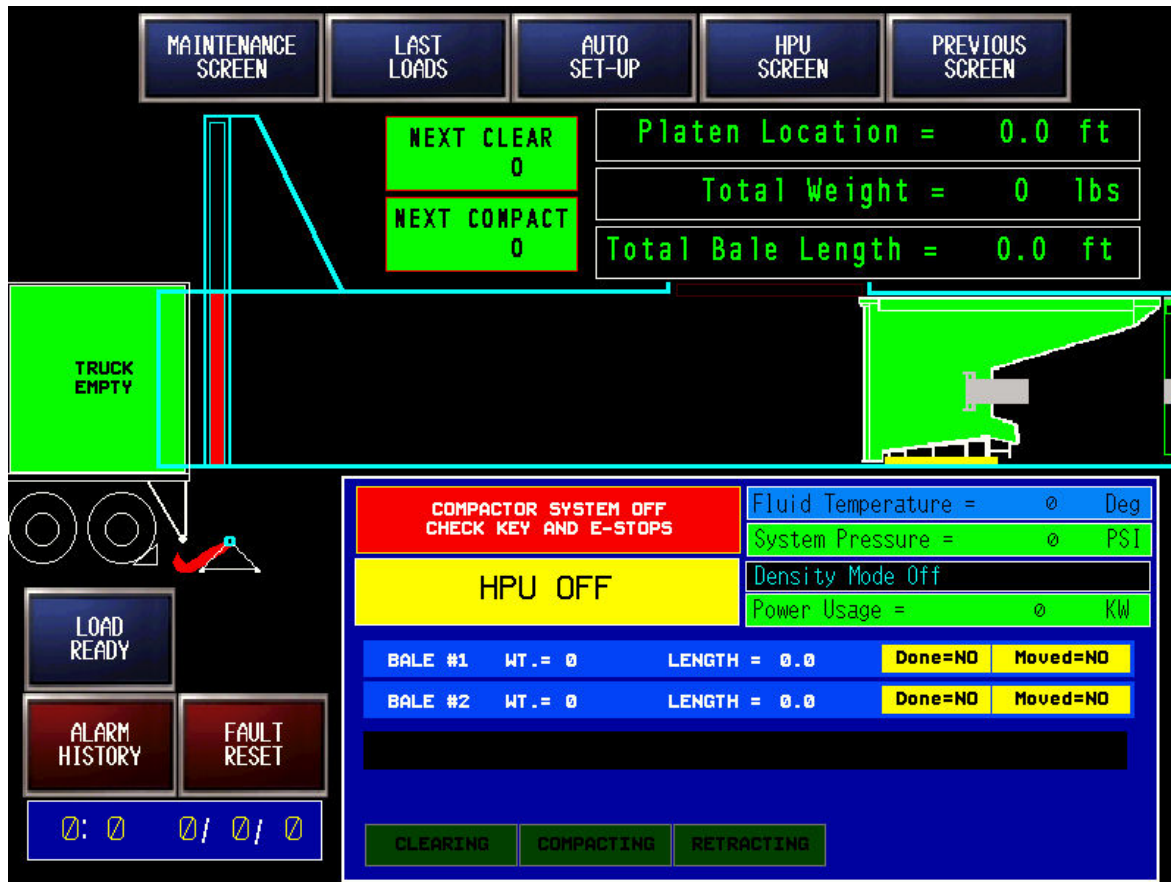 MAINTENANCE
SCREEN
LAST
LOADS
AUTO
SET-UP
HPU
SCREEN
PREVIOUS
SCREEN
NEXT CLEAR
0
NEXT COMPACT
0
Platen Location = 0.0 ft
Total Weight = 0 lbs
Total Bale Length = 0.0 ft
TRUCK
EMPTY
COMPACTOR SYSTEM OFF
CHECK KEY AND E-STOPS
HPU OFF
Fluid Temperature = 0 Deg
System Pressure = 0 PSI
Density Mode Off
Power Usage = 0 KW
LOAD
READY
BALE #1 WT.= 0 LENGTH = 0.0 Done=NO Moved=NO
BALE #2 WT.= 0 LENGTH = 0.0 Done=NO Moved=NO
ALARM
HISTORY
FAULT
RESET
0: 0 0/ 0/ 0
CLEARING COMPACTING RETRACTING